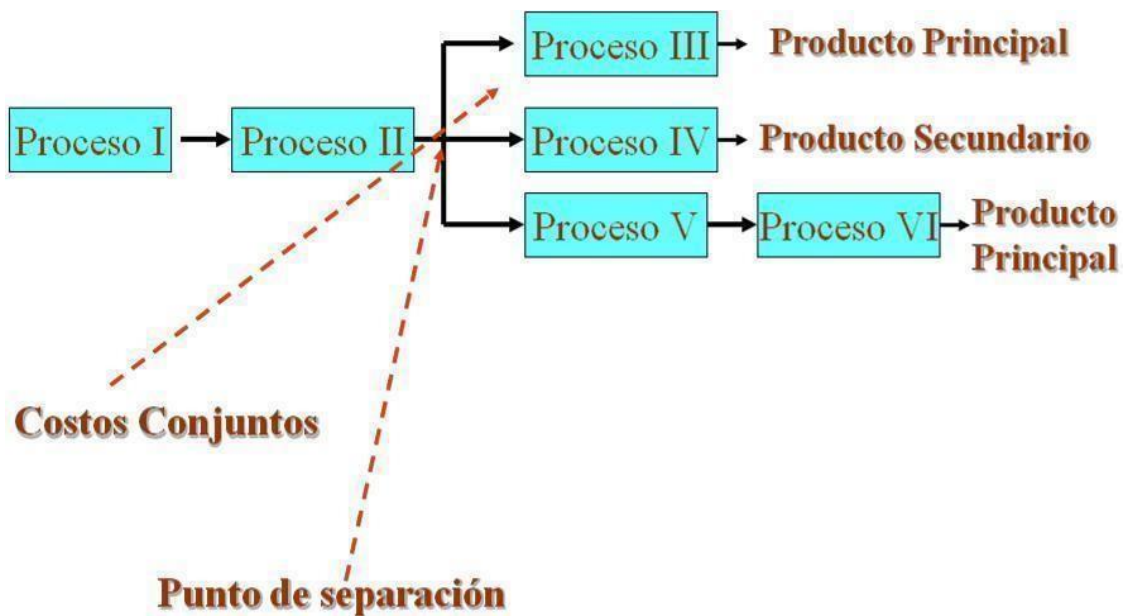 Proceso III
Producto Principal
Proceso I
Proceso II
Proceso IV
Producto Secundario
Proceso V
Proceso VI
Producto
Principal
Costos Conjuntos
Punto de separación